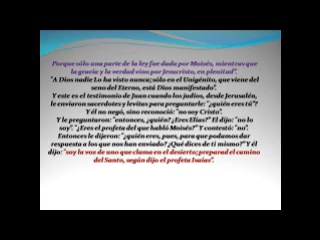 Porque sólo una parte de la ley fue dada por Moisés, mientras que
la gracia y la verdad vino por Jesucristo, en plenitud".
"A Dios nadie Lo ha visto nunca; sólo en el Unigénito, que viene del
seno del Eterno, está Dios manifestado".
Y este es el testimonio de Juan cuando los judíos, desde Jerusalén,
le enviaron sacerdotes y levitas para preguntarle: "¿quién eres tú"?
Y él no negó, sino reconoció: "no soy Cristo".
Y le preguntaron: "entonces, ¿quién? ¿Eres Elías?" El dijo: "no lo
soy". "¿Eres el profeta del que habló Moisés?" Y contestó: "no".
Entonces le dijeron: "¿quién eres, pues, para que podamos dar
respuesta a los que nos han enviado? ¿Qué dices de ti mismo?" Y él
dijo: "soy la voz de uno que clama en el desierto; preparad el camino
del Santo, según dijo el profeta Isaías".